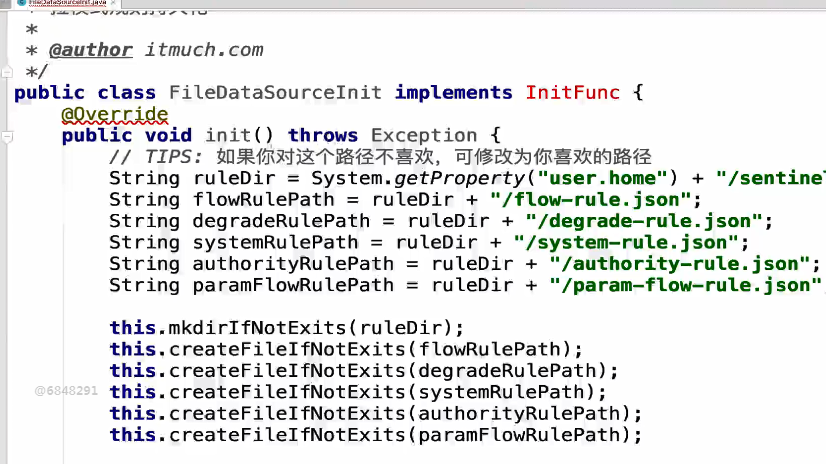 FileDataSourceInit.java
*
* @author itmuch.com
*/
public class FileDataSourceInit implements InitFunc {
@Override
public void init() throws Exception {
// TIPS: 如果你对这个路径不喜欢，可修改为你喜欢的路径
String ruleDir = System.getProperty("user.home") + "/sentinel
String flowRulePath = ruleDir + "/flow-rule.json";
String degradeRulePath = ruleDir + "/degrade-rule.json";
String systemRulePath = ruleDir + "/system-rule.json";
String authorityRulePath = ruleDir + "/authority-rule.json";
String paramFlowRulePath = ruleDir + "/param-flow-rule.json"
this.mkdirIfNotExits(ruleDir);
this.createFileIfNotExits(flowRulePath);
this.createFileIfNotExits(degradeRulePath);
@6848291
this.createFileIfNotExits(systemRulePath);
this.createFileIfNotExits(authorityRulePath);
this.createFileIfNotExits(paramFlowRulePath);